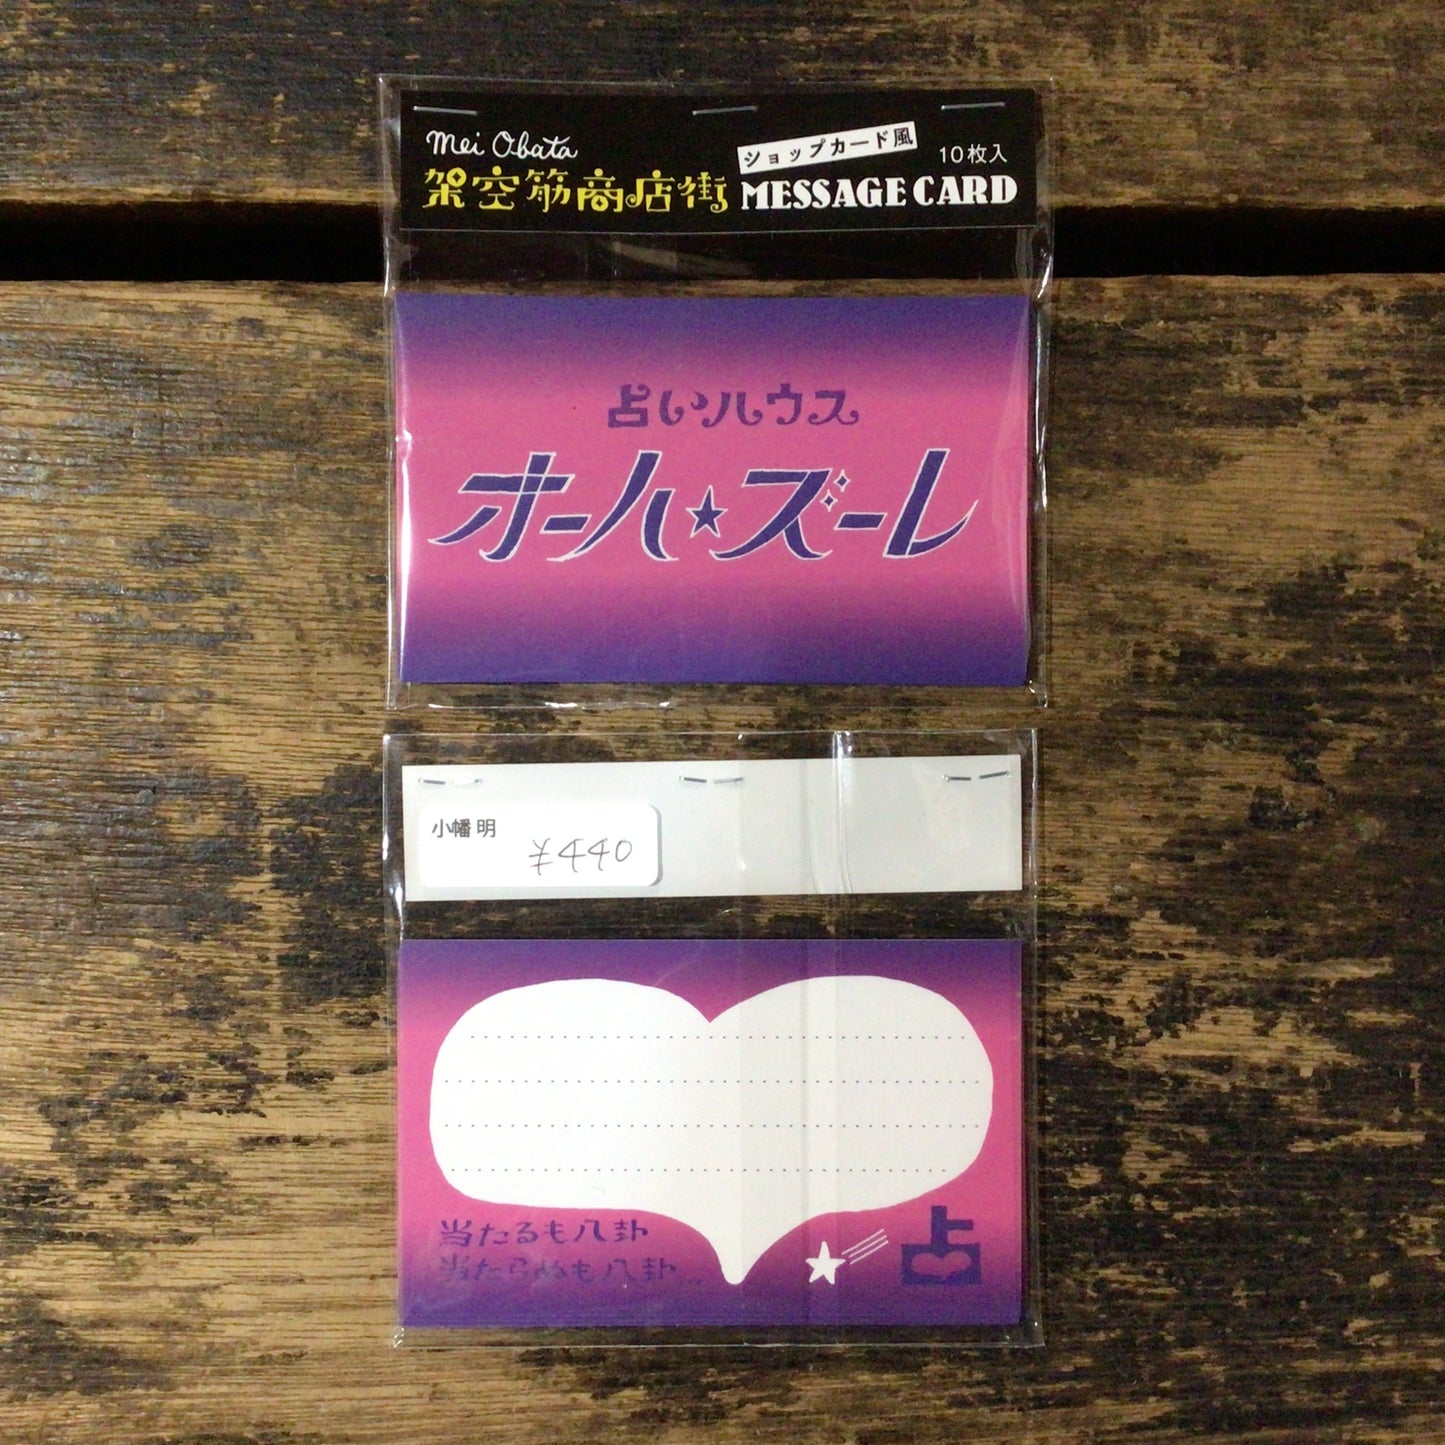 Mei Obata
ショップカード風
10枚入
架空筋商店街 MESSAGE CARD
占いハウス
オーハ★ズーレ
小幡 明
¥440
当たるも八卦
当たらぬも八卦...
占